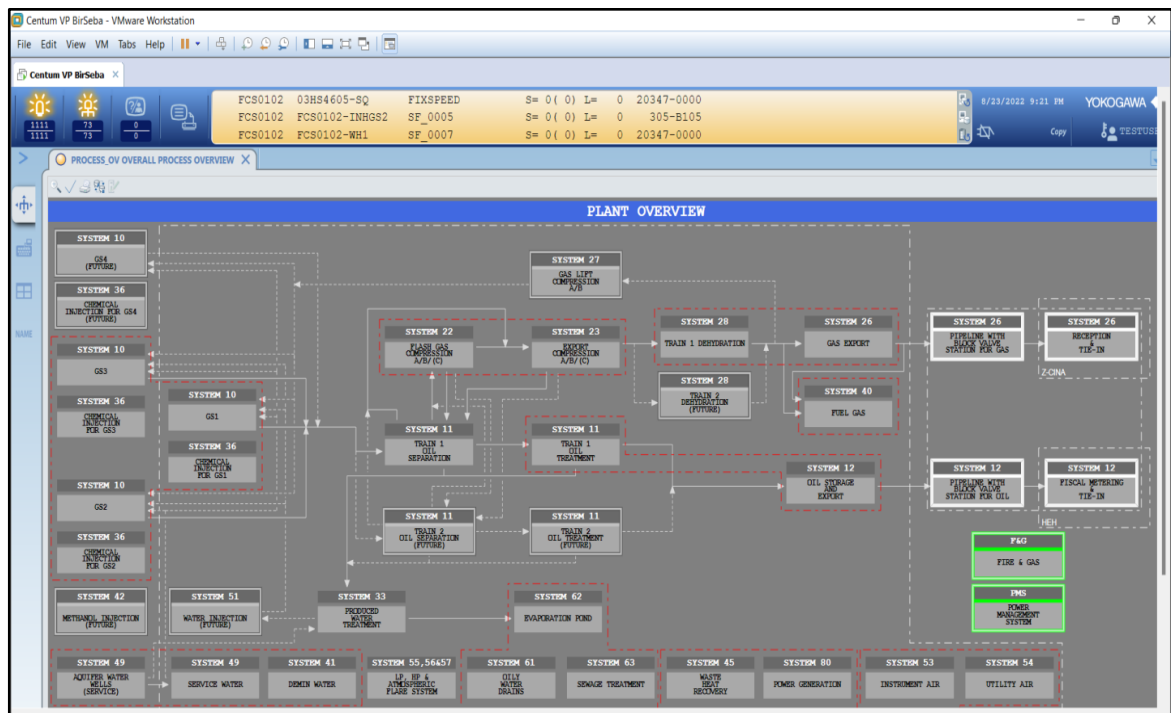 Centum VP BirSeba - VMware Workstation
File Edit View VM Tabs Help
Centum VP BirSeba
1111
1111
73
73
0
0
FCS0102 03HS4605-SQ FIXSPEED S= 0( 0) L= 0 20347-0000
FCS0102 FCS0102-INHGS2 SF_0005 S= 0( 0) L= 0 305-B105
FCS0102 FCS0102-WH1 SF_0007 S= 0( 0) L= 0 20347-0000
8/23/2022 9:21 PM
YOKOGAWA
Copy
TESTUSE
PROCESS_OV OVERALL PROCESS OVERVIEW
NAME
PLANT OVERVIEW
SYSTEM 10
GS4
(FUTURE)
SYSTEM 36
CHEMICAL
INJECTION FOR GS4
(FUTURE)
SYSTEM 10
GS3
SYSTEM 36
CHEMICAL
INJECTION
FOR GS3
SYSTEM 10
GS1
SYSTEM 36
CHEMICAL
INJECTION
FOR GS1
SYSTEM 10
GS2
SYSTEM 36
CHEMICAL
INJECTION
FOR GS2
SYSTEM 42
METHANOL INJECTION
(FUTURE)
SYSTEM 51
WATER INJECTION
(FUTURE)
SYSTEM 27
GAS LIFT
COMPRESSION
A/B
SYSTEM 22
FLASH GAS
COMPRESSION
A/B/(C)
SYSTEM 23
EXPORT
COMPRESSION
A/B/(C)
SYSTEM 28
TRAIN 1 DEHYDRATION
SYSTEM 26
GAS EXPORT
SYSTEM 26
PIPELINE WITH
BLOCK VALVE
STATION FOR GAS
SYSTEM 26
RECEPTION
&
TIE-IN
Z-CINA
SYSTEM 28
TRAIN 2
DEHYDRATION
(FUTURE)
SYSTEM 40
FUEL GAS
SYSTEM 11
TRAIN 1
OIL
SEPARATION
SYSTEM 11
TRAIN 1
OIL
TREATMENT
SYSTEM 12
OIL STORAGE
AND
EXPORT
SYSTEM 12
PIPELINE WITH
BLOCK VALVE
STATION FOR OIL
SYSTEM 12
FISCAL METERING
&
TIE-IN
HEH
SYSTEM 11
TRAIN 2
OIL SEPARATION
(FUTURE)
SYSTEM 11
TRAIN 2
OIL TREATMENT
(FUTURE)
F&G
FIRE & GAS
PMS
POWER
MANAGEMENT
SYSTEM
SYSTEM 33
PRODUCED
WATER
TREATMENT
SYSTEM 62
EVAPORATION POND
SYSTEM 49
AQUIFER WATER
WELLS
(SERVICE)
SYSTEM 49
SERVICE WATER
SYSTEM 41
DEMIN WATER
SYSTEM 55,56&57
LP, HP &
ATMOSPHERIC
FLARE SYSTEM
SYSTEM 61
OILY
WATER
DRAINS
SYSTEM 63
SEWAGE TREATMENT
SYSTEM 45
WASTE
HEAT
RECOVERY
SYSTEM 80
POWER GENERATION
SYSTEM 53
INSTRUMENT AIR
SYSTEM 54
UTILITY AIR